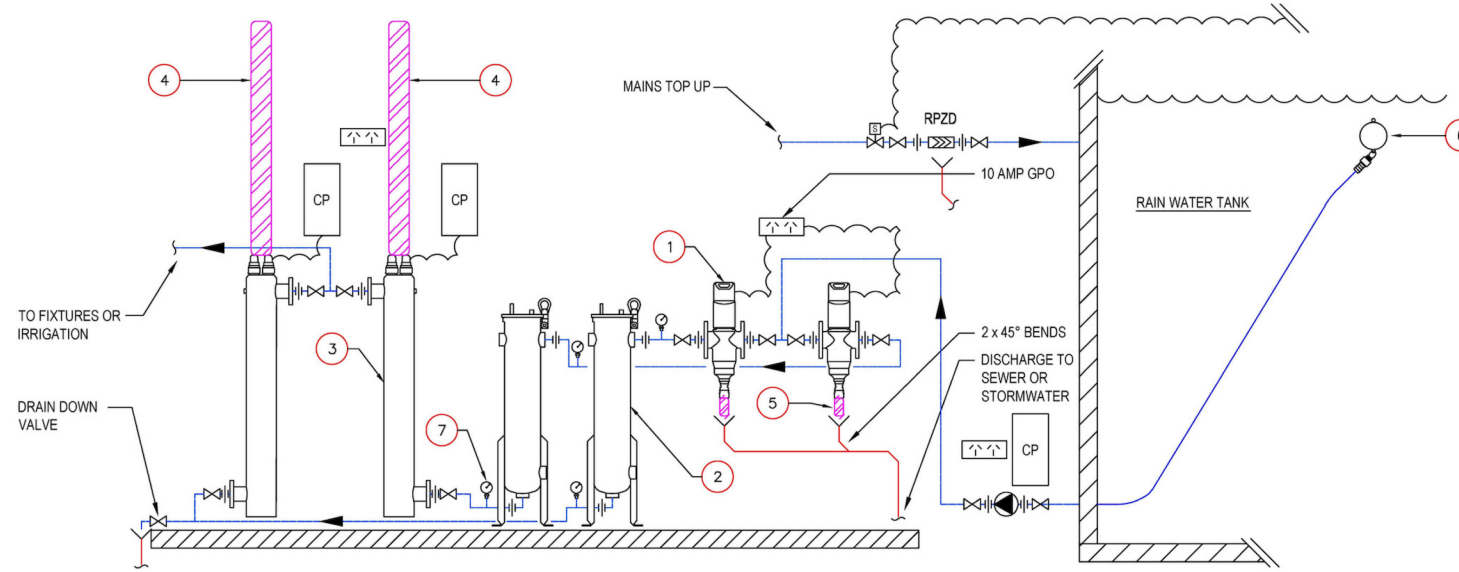 4
4
MAINS TOP UP
S
RPZD
10 AMP GPO
CP
CP
RAIN WATER TANK
1
TO FIXTURES OR
IRRIGATION
3
2 x 45° BENDS
DISCHARGE TO
SEWER OR
STORMWATER
5
DRAIN DOWN
VALVE
7
2
CP